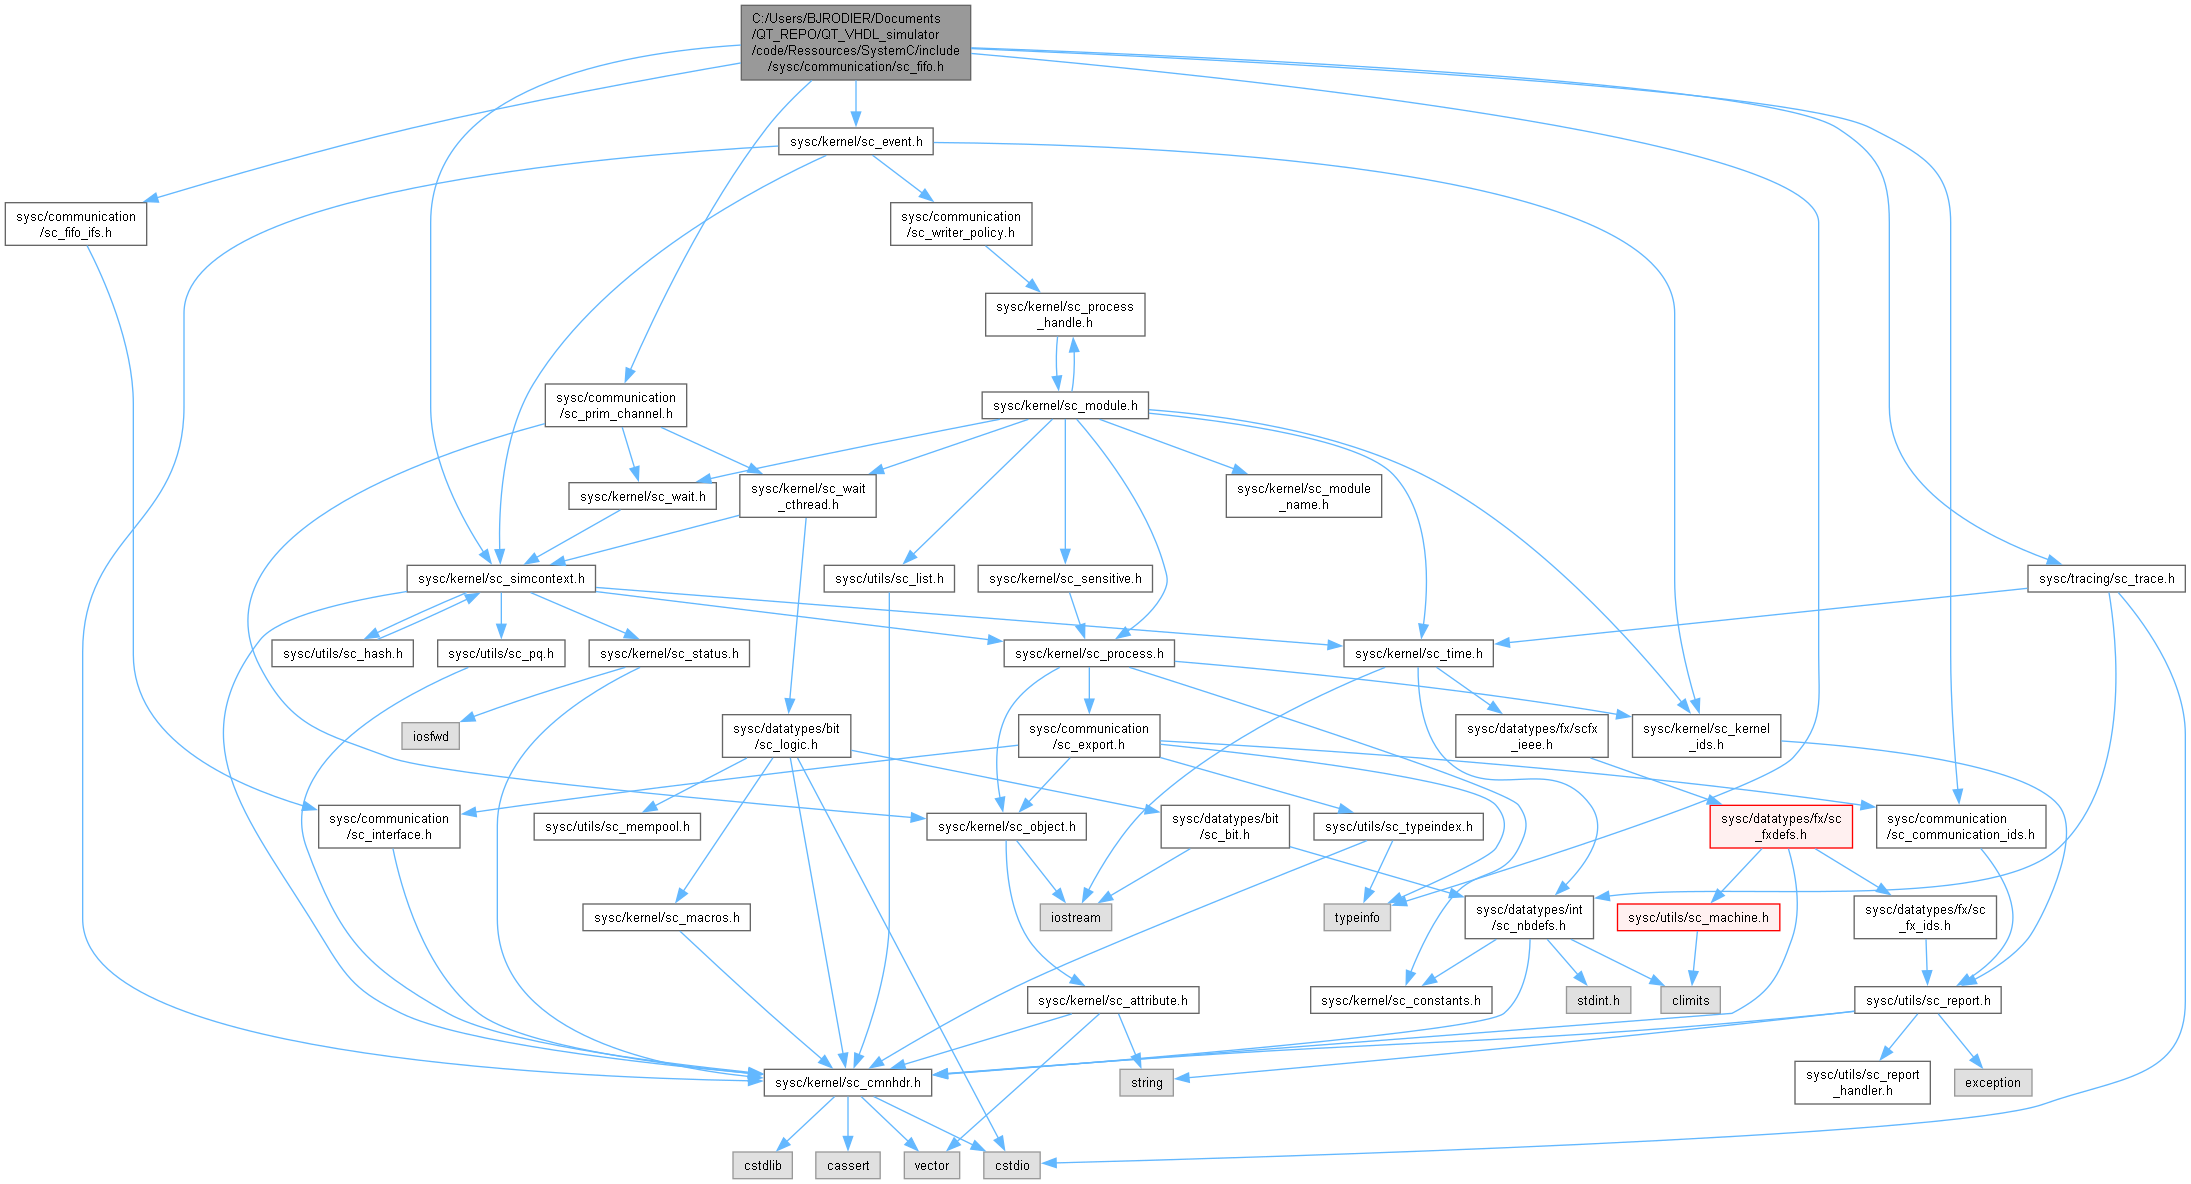 C:/Users/BJRODIER/Documents
/QT_REPO/QT_VHDL_simulator
/code/Ressources/SystemC/include
/sysc/communication/sc_fifo.h
sysc/kernel/sc_event.h
sysc/communication
/sc_fifo_ifs.h
sysc/communication
/sc_writer_policy.h
sysc/kernel/sc_process
_handle.h
sysc/communication
/sc_prim_channel.h
sysc/kernel/sc_module.h
sysc/kernel/sc_wait.h
sysc/kernel/sc_wait
_cthread.h
sysc/kernel/sc_module
_name.h
sysc/kernel/sc_simcontext.h
sysc/utils/sc_list.h
sysc/kernel/sc_sensitive.h
sysc/tracing/sc_trace.h
sysc/utils/sc_hash.h
sysc/utils/sc_pq.h
sysc/kernel/sc_status.h
sysc/kernel/sc_process.h
sysc/kernel/sc_time.h
iosfwd
sysc/datatypes/bit
/sc_logic.h
sysc/communication
/sc_export.h
sysc/datatypes/fx/scfx
_ieee.h
sysc/kernel/sc_kernel
_ids.h
sysc/communication
/sc_interface.h
sysc/utils/sc_mempool.h
sysc/kernel/sc_object.h
sysc/datatypes/bit
/sc_bit.h
sysc/utils/sc_typeindex.h
sysc/datatypes/fx/sc
_fxdefs.h
sysc/communication
/sc_communication_ids.h
sysc/kernel/sc_macros.h
iostream
typeinfo
sysc/datatypes/int
/sc_nbdefs.h
sysc/utils/sc_machine.h
sysc/datatypes/fx/sc
_fx_ids.h
sysc/kernel/sc_attribute.h
sysc/kernel/sc_constants.h
stdint.h
climits
sysc/utils/sc_report.h
sysc/kernel/sc_cmnhdr.h
string
sysc/utils/sc_report
_handler.h
exception
cstdlib
cassert
vector
cstdio